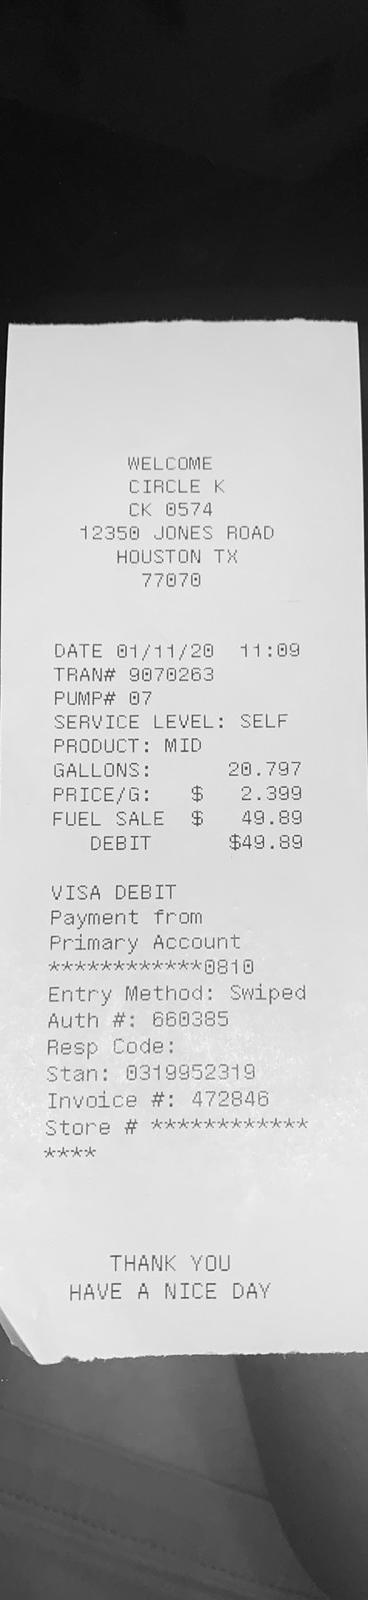 WELCOME
CIRCLE K
CK 0574
12350 JONES ROAD
HOUSTON TX
77070
DATE 01/11/20 11:09
TRAN# 9070263
PUMP# 07
SERVICE LEVEL: SELF
PRODUCT: MID
GALLONS: 20.797
PRICE/G: $ 2.399
FUEL SALE $ 49.89
DEBIT $49.89
VISA DEBIT
Payment from
Primary Account
************0810
Entry Method: Swiped
Auth #: 660385
Resp Code:
Stan: 0319952319
Invoice #: 472846
Store # ************
****
THANK YOU
HAVE A NICE DAY